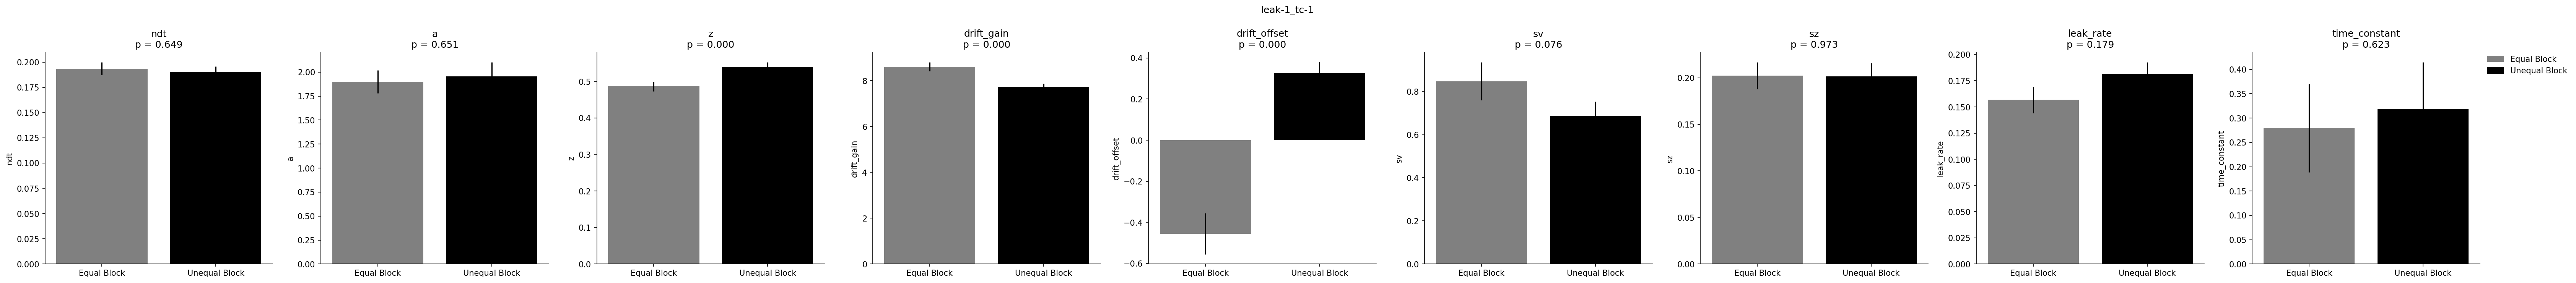 leak-1_tc-1
ndt
p = 0.649
0.200
0.175
0.150
0.125
0.100
0.075
0.050
0.025
0.000
ndt
Equal Block
Unequal Block
a
p = 0.651
2.00
1.75
1.50
1.25
1.00
0.75
0.50
0.25
0.00
a
Equal Block
Unequal Block
z
p = 0.000
0.5
0.4
0.3
0.2
0.1
0.0
z
Equal Block
Unequal Block
drift_gain
p = 0.000
8
6
4
2
0
drift_gain
Equal Block
Unequal Block
drift_offset
p = 0.000
0.4
0.2
0.0
−0.2
−0.4
−0.6
drift_offset
Equal Block
Unequal Block
sv
p = 0.076
0.8
0.6
0.4
0.2
0.0
sv
Equal Block
Unequal Block
sz
p = 0.973
0.20
0.15
0.10
0.05
0.00
sz
Equal Block
Unequal Block
leak_rate
p = 0.179
0.200
0.175
0.150
0.125
0.100
0.075
0.050
0.025
0.000
leak_rate
Equal Block
Unequal Block
time_constant
p = 0.623
0.40
0.35
0.30
0.25
0.20
0.15
0.10
0.05
0.00
time_constant
Equal Block
Unequal Block
Equal Block
Unequal Block